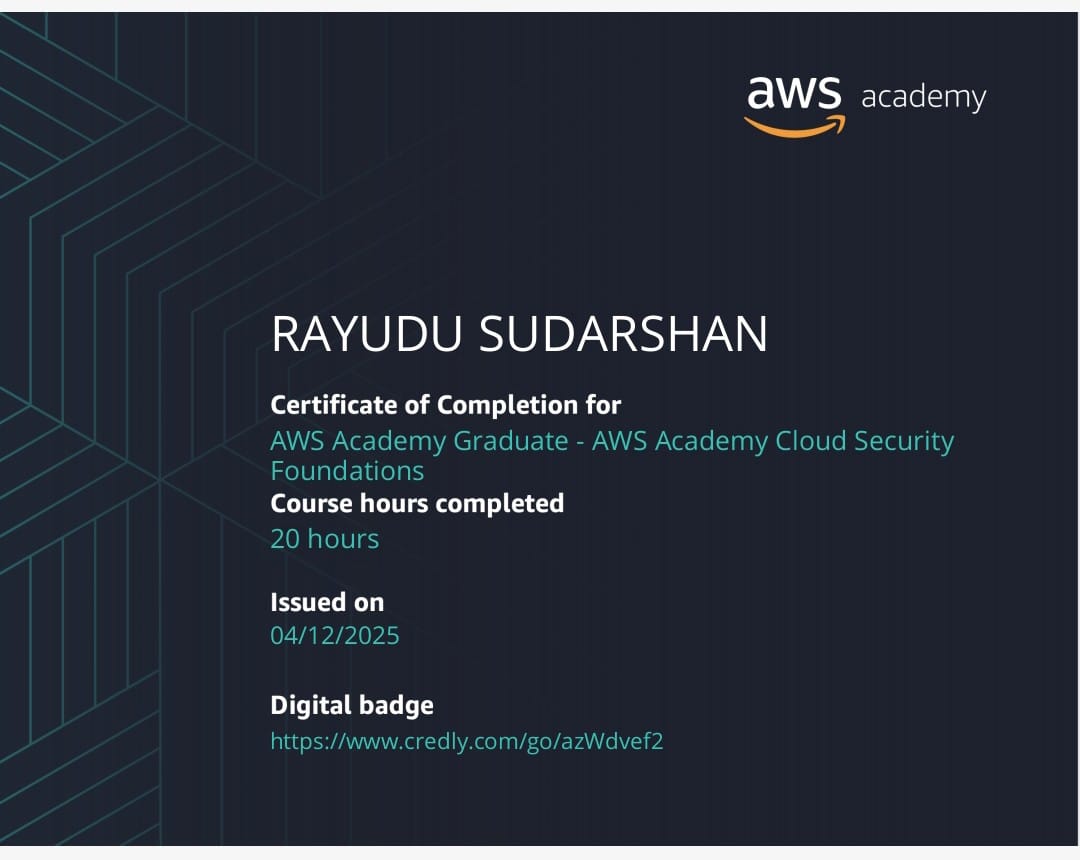 aws academy
RAYUDU SUDARSHAN
Certificate of Completion for
AWS Academy Graduate - AWS Academy Cloud Security
Foundations
Course hours completed
20 hours
Issued on
04/12/2025
Digital badge
https://www.credly.com/go/azWdvef2